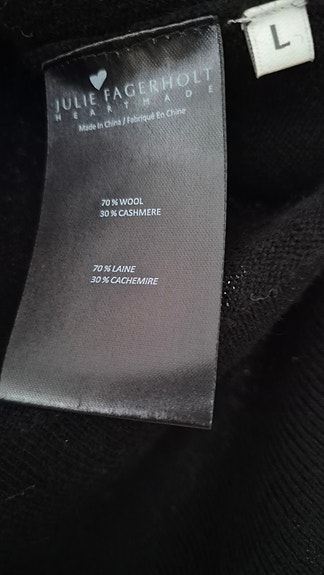 L
JULIE FAGERHOLT
HEARTMADE
Made In China / Fabriqué En Chine
70 % WOOL
30 % CASHMERE
70 % LAINE
30 % CACHEMIRE